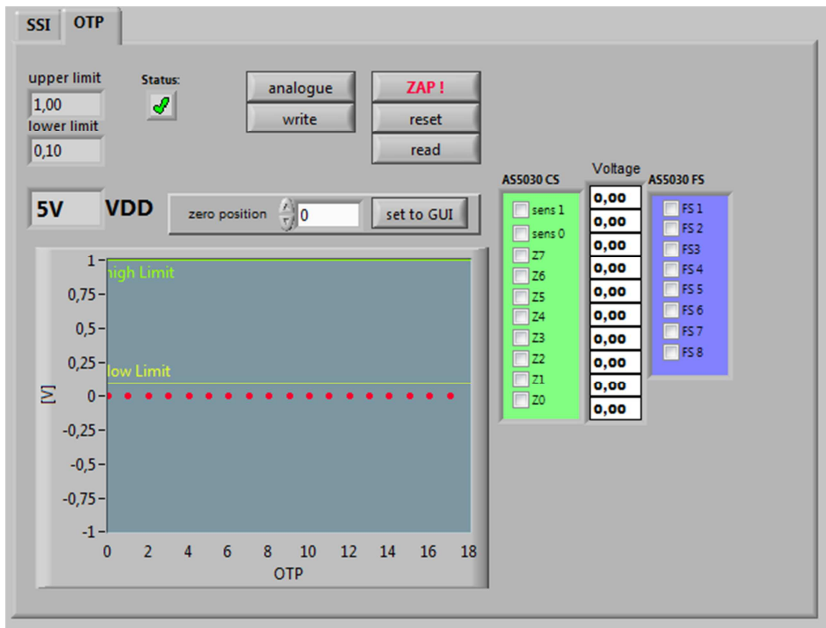 SSI OTP
upper limit
1,00
lower limit
0,10
Status:
analogue
write
ZAP !
reset
read
5V VDD
zero position 0 set to GUI
AS5030 CS
sens 1
sens 0
Z7
Z6
Z5
Z4
Z3
Z2
Z1
Z0
Voltage
0,00
0,00
0,00
0,00
0,00
0,00
0,00
0,00
0,00
0,00
AS5030 FS
FS 1
FS 2
FS3
FS 4
FS 5
FS 6
FS 7
FS 8
high Limit
low Limit
[V]
1
0,75
0,5
0,25
0
-0,25
-0,5
-0,75
-1
0 2 4 6 8 10 12 14 16 18
OTP